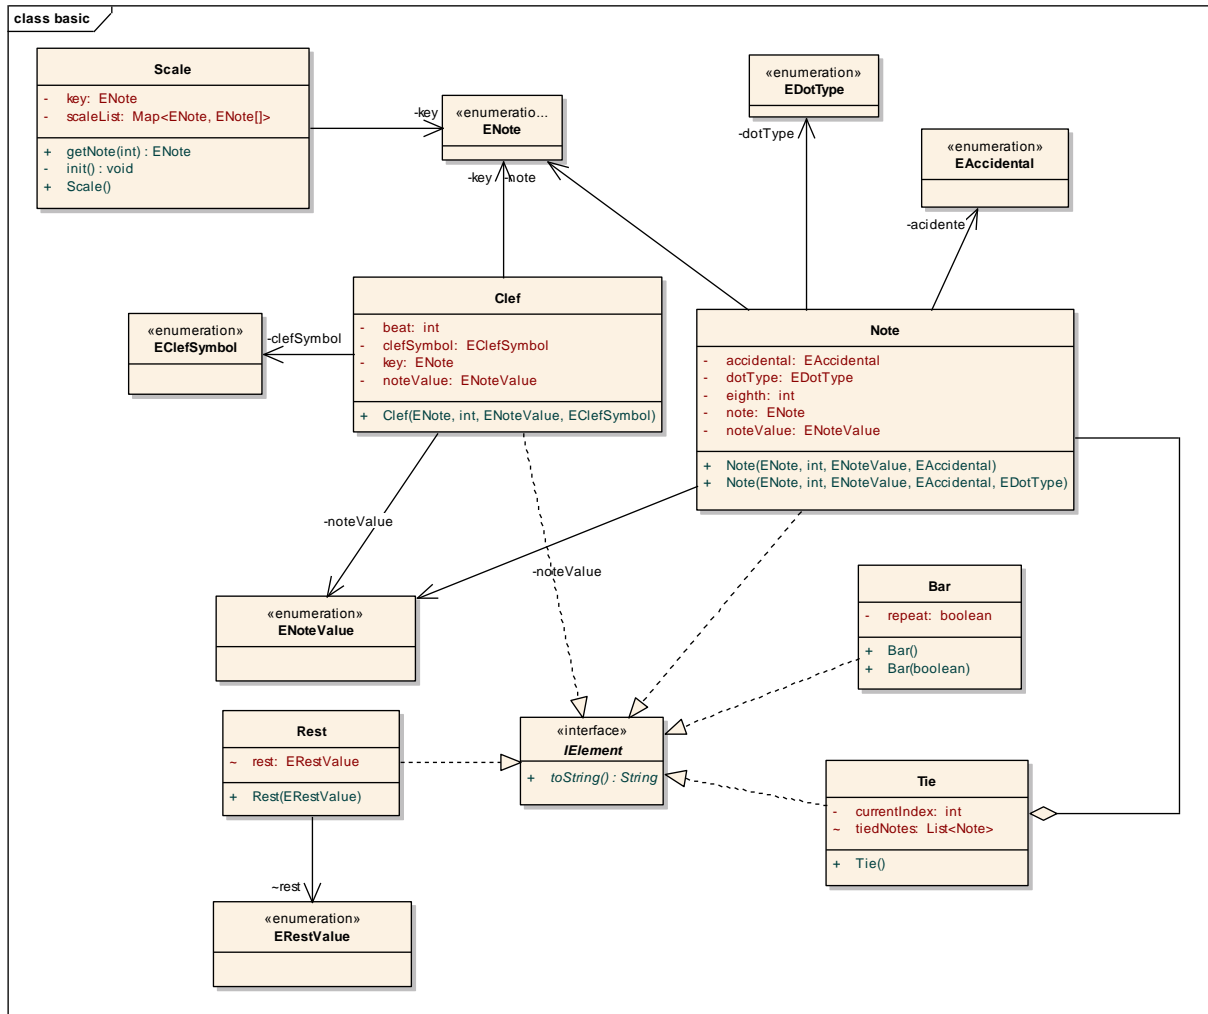 class basic
Scale
- key: ENote
- scaleList: Map<ENote, ENote[]>
+ getNote(int) : ENote
- init() : void
+ Scale()
-key
«enumeratio...
ENote
-key
-note
«enumeration»
EDotType
-dotType
«enumeration»
EAccidental
-acidente
Clef
- beat: int
- clefSymbol: EClefSymbol
- key: ENote
- noteValue: ENoteValue
+ Clef(ENote, int, ENoteValue, EClefSymbol)
«enumeration»
EClefSymbol
-clefSymbol
Note
- accidental: EAccidental
- dotType: EDotType
- eighth: int
- note: ENote
- noteValue: ENoteValue
+ Note(ENote, int, ENoteValue, EAccidental)
+ Note(ENote, int, ENoteValue, EAccidental, EDotType)
-noteValue
-noteValue
«enumeration»
ENoteValue
Bar
- repeat: boolean
+ Bar()
+ Bar(boolean)
Rest
~ rest: ERestValue
+ Rest(ERestValue)
«interface»
IElement
+ toString() : String
Tie
- currentIndex: int
~ tiedNotes: List<Note>
+ Tie()
~rest
«enumeration»
ERestValue